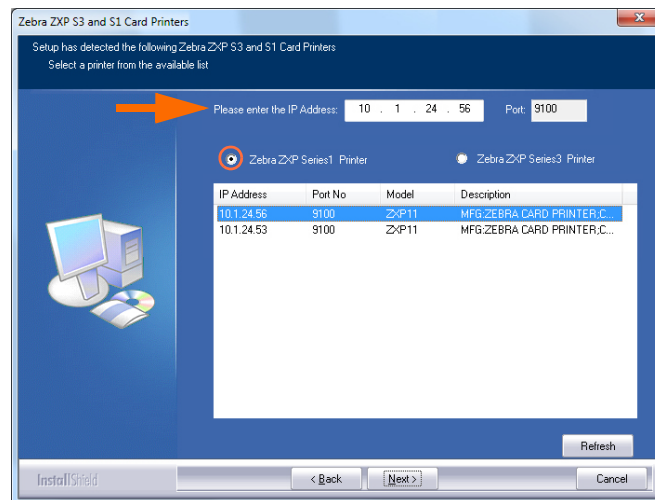 Zebra ZXP S3 and S1 Card Printers
Setup has detected the following Zebra ZXP S3 and S1 Card Printers
Select a printer from the available list
Please enter the IP Address: 10 . 1 . 24 . 56 Port: 9100
Zebra ZXP Series1 Printer Zebra ZXP Series3 Printer
IP Address Port No Model Description
10.1.24.56 9100 ZXP11 MFG:ZEBRA CARD PRINTER;C...
10.1.24.53 9100 ZXP11 MFG:ZEBRA CARD PRINTER;C...
Refresh
InstallShield < Back Next > Cancel